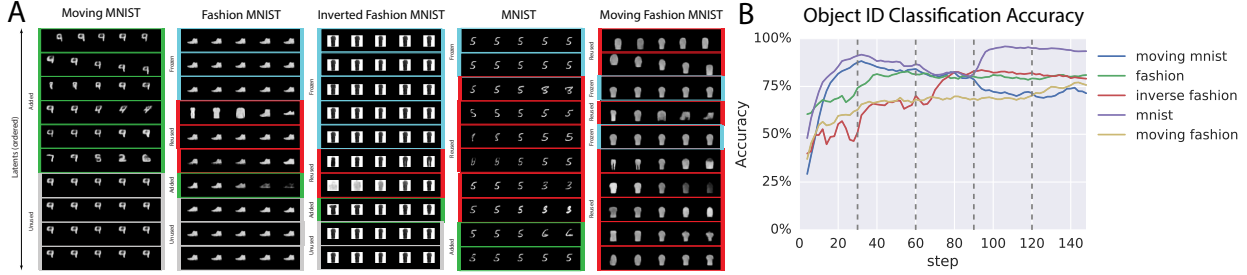 A
Moving MNIST
Fashion MNIST
Inverted Fashion MNIST
MNIST
Moving Fashion MNIST
Latents (ordered)
Added
Unused
Frozen
Reused
Added
Unused
Frozen
Reused
Added
Unused
Frozen
Reused
Added
Reused
Frozen
Reused
Frozen
Reused
B
Object ID Classification Accuracy
100%
75%
50%
25%
Accuracy
0 20 40 60 80 100 120 140
step
moving mnist
fashion
inverse fashion
mnist
moving fashion